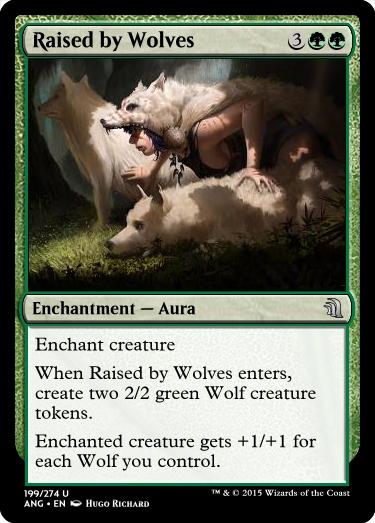 Raised by Wolves 3
Enchantment — Aura
Enchant creature
When Raised by Wolves enters,
create two 2/2 green Wolf creature
tokens.
Enchanted creature gets +1/+1 for
each Wolf you control.
199/274 U
ANG • EN Hugo Richard
™ & © 2015 Wizards of the Coast